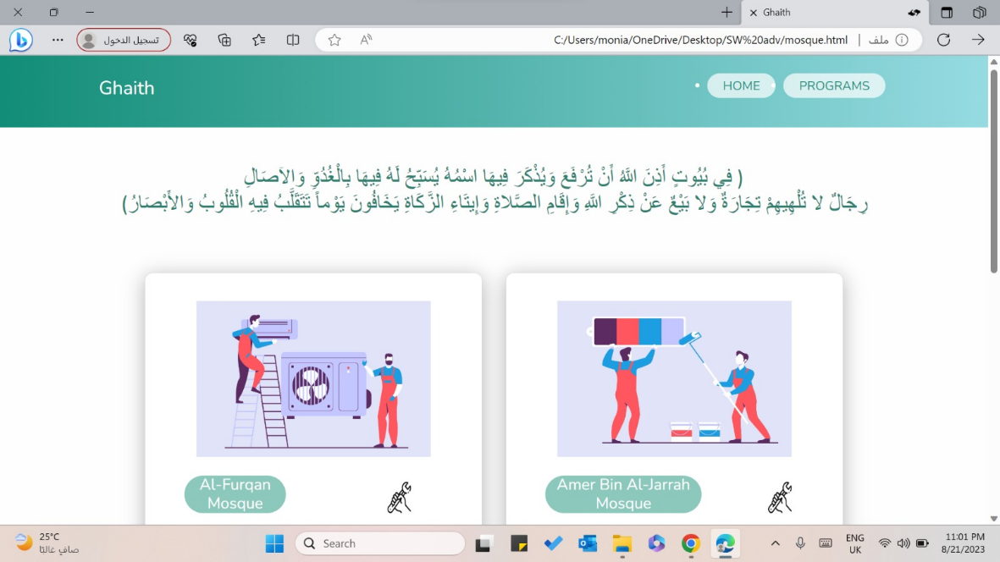 Ghaith
تسجيل الدخول
C:/Users/monia/OneDrive/Desktop/SW%20adv/mosque.html | ملف
Ghaith
HOME
PROGRAMS
( فِي بُيُوتٍ أَذِنَ اللَّهُ أَنْ تُرْفَعَ وَيُذْكَرَ فِيهَا اسْمُهُ يُسَبِّحُ لَهُ فِيهَا بِالْغُدُوِّ وَالآصَالِ
رِجَالٌ لا تُلْهِيهِمْ تِجَارَةٌ وَلا بَيْعٌ عَنْ ذِكْرِ اللَّهِ وَإِقَامِ الصَّلاةِ وَإِيتَاءِ الزَّكَاةِ يَخَافُونَ يَوْماً تَتَقَلَّبُ فِيهِ الْقُلُوبُ وَالأَبْصَارُ)
Al-Furqan
Mosque
Amer Bin Al-Jarrah
Mosque
25°C
صافٍ غالبًا
Search
ENG
UK
11:01 PM
8/21/2023